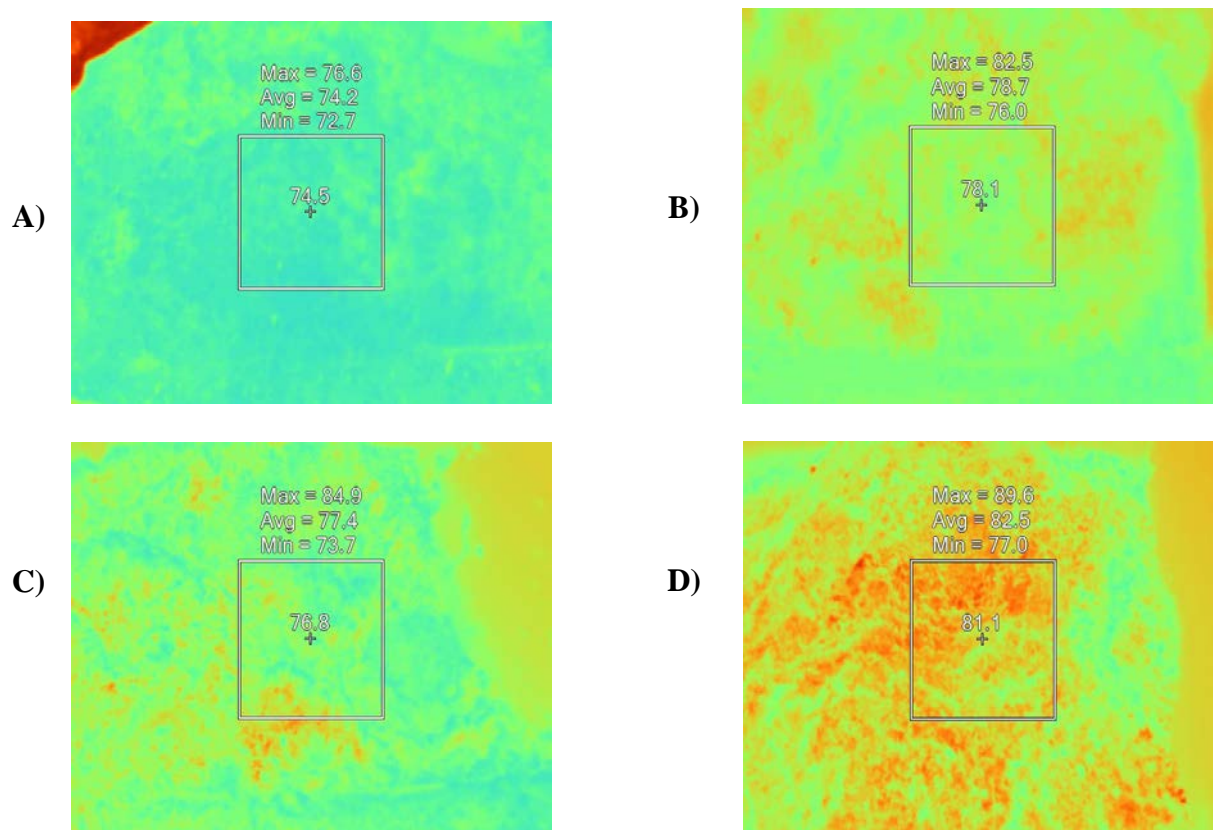 A)
Max = 76.6
Avg = 74.2
Min = 72.7
74.5
B)
Max = 82.5
Avg = 78.7
Min = 76.0
78.1
C)
Max = 84.9
Avg = 77.4
Min = 73.7
76.8
D)
Max = 89.6
Avg = 82.5
Min = 77.0
81.1